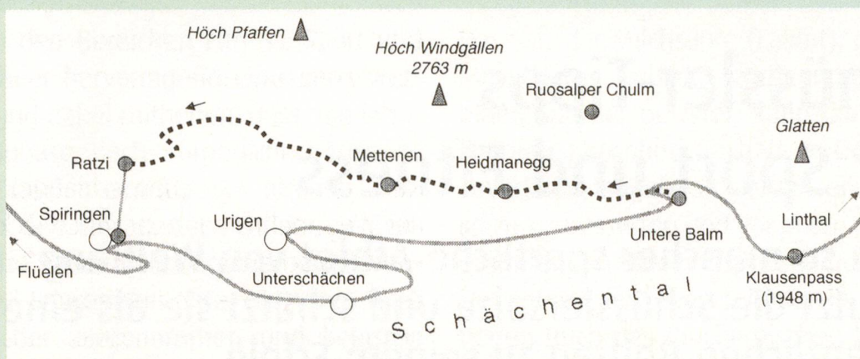 Höch Pfaffen
Höch Windgällen
2763 m
Ruosalper Chulm
Glatten
Ratzi
Mettenen
Heidmanegg
Spiringen
Urigen
Untere Balm
Linthal
Flüelen
Unterschächen
Klausenpass
(1948 m)
Schächental